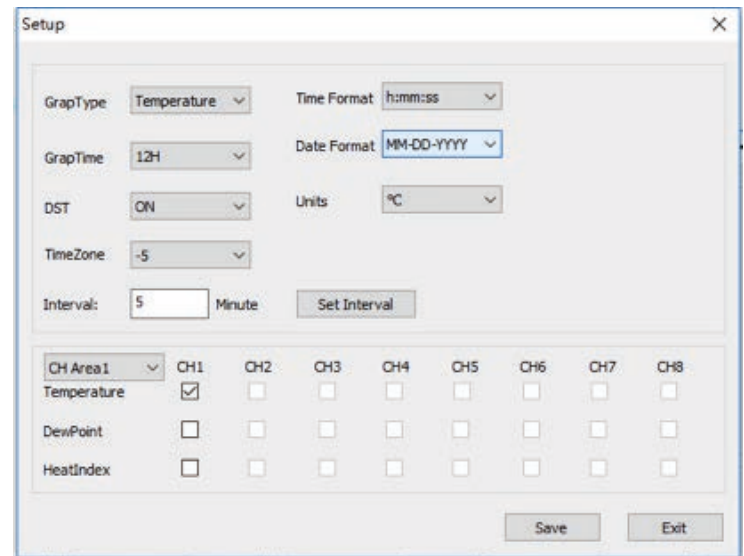 Setup
GrapType Temperature Time Format h:mm:ss
GrapTime 12H Date Format MM-DD-YYYY
DST ON Units ºC
TimeZone -5
Interval: 5 Minute Set Interval
CH Area1 CH1 CH2 CH3 CH4 CH5 CH6 CH7 CH8
Temperature
DewPoint
HeatIndex
Save Exit